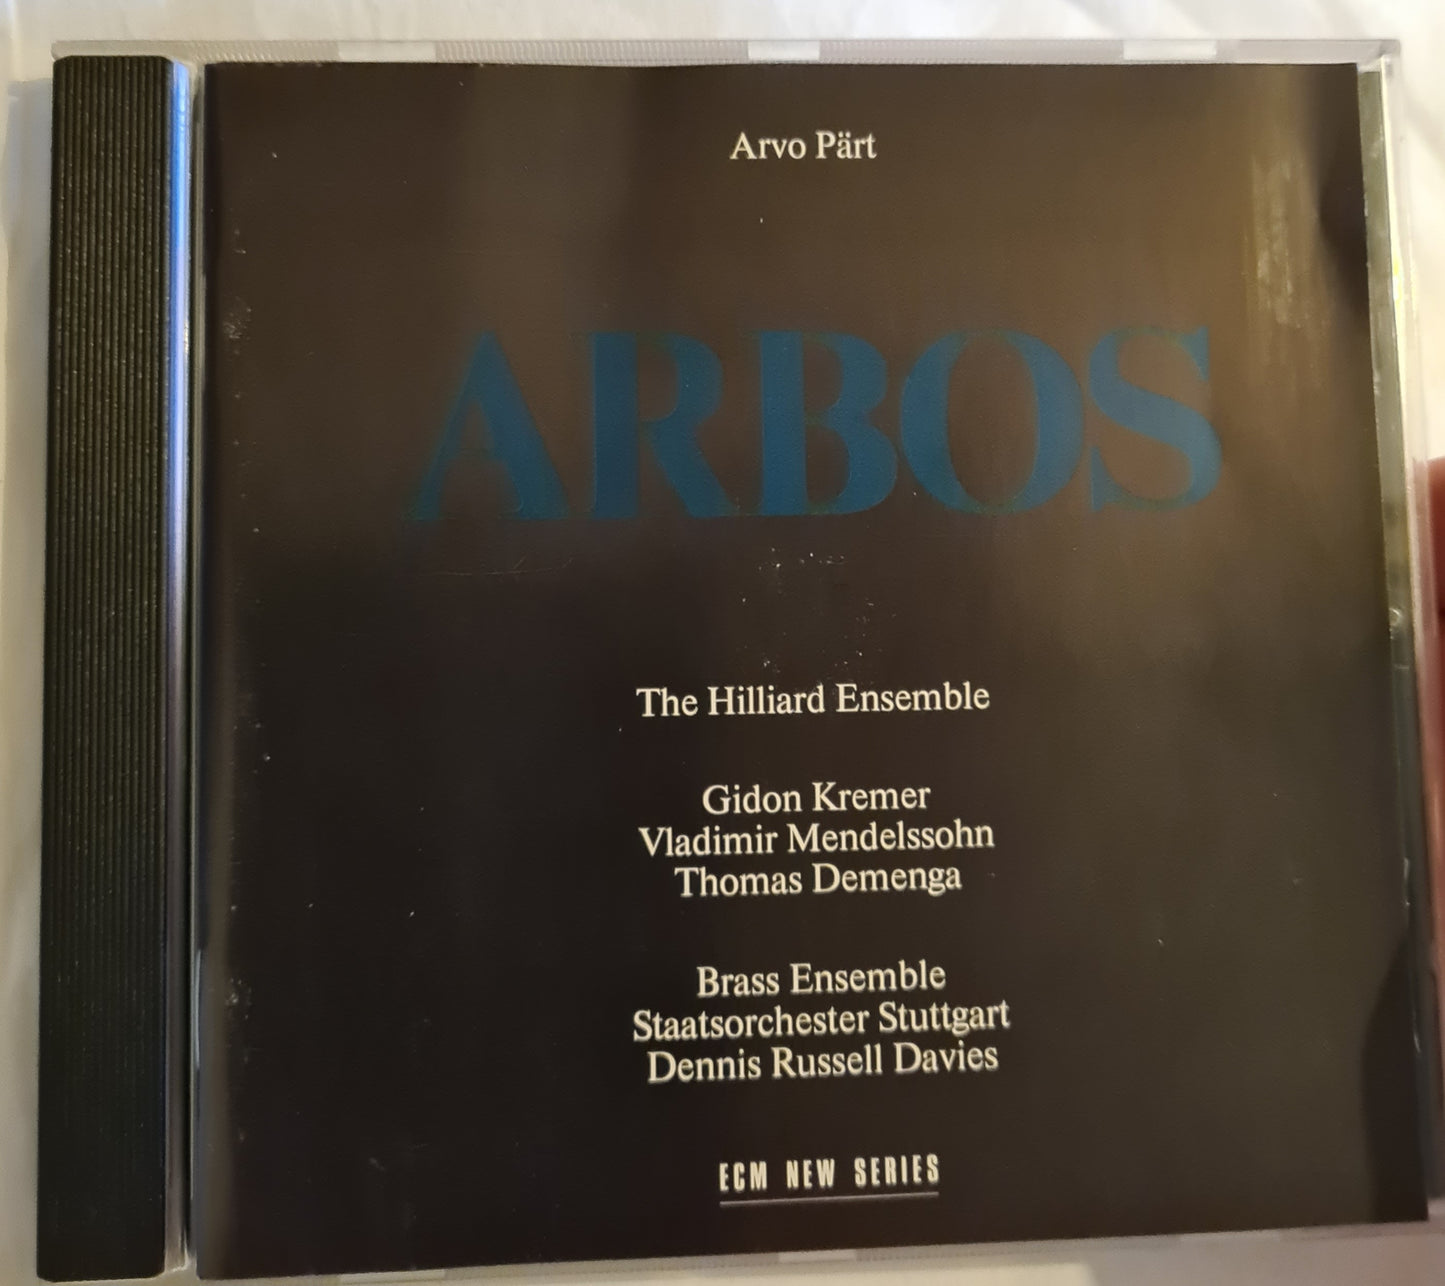 Arvo Pärt
ARBOS
The Hilliard Ensemble
Gidon Kremer
Vladimir Mendelssohn
Thomas Demenga
Brass Ensemble
Staatsorchester Stuttgart
Dennis Russell Davies
ECM NEW SERIES